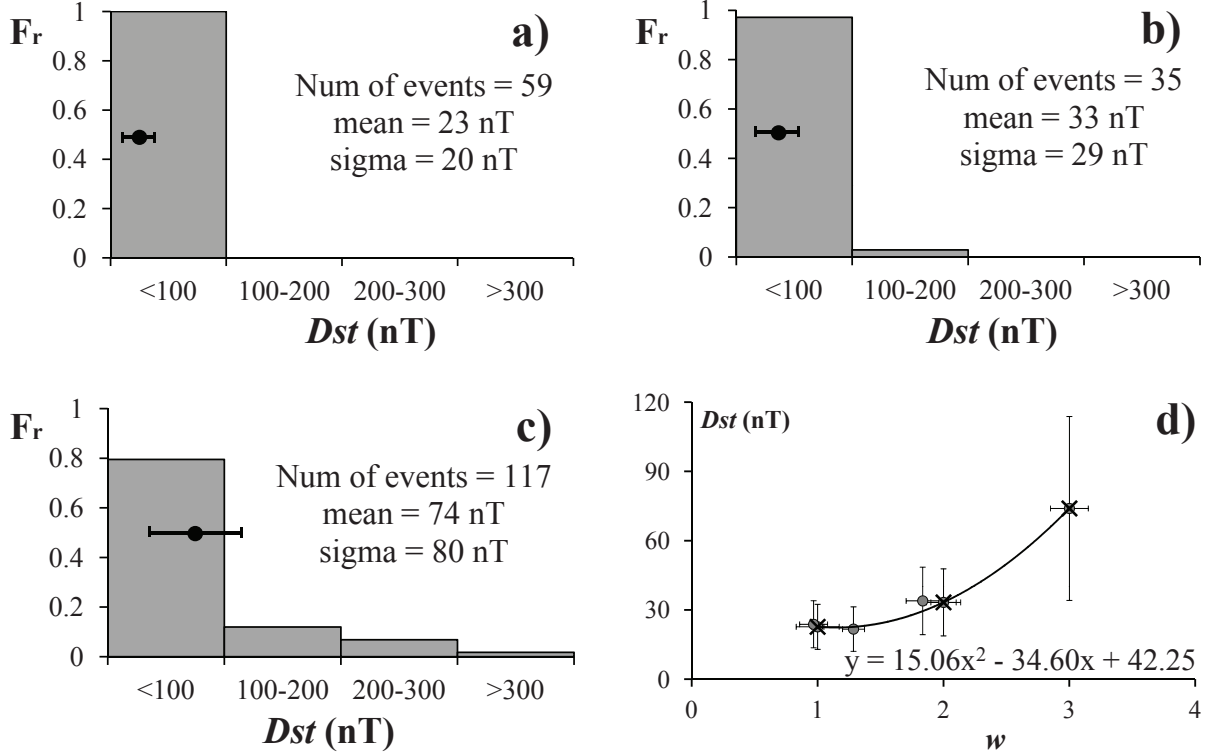 a)
Fr
1
0.8
0.6
0.4
0.2
0
Num of events = 59
mean = 23 nT
sigma = 20 nT
<100 100-200 200-300 >300
Dst (nT)
b)
Fr
1
0.8
0.6
0.4
0.2
0
Num of events = 35
mean = 33 nT
sigma = 29 nT
<100 100-200 200-300 >300
Dst (nT)
c)
Fr
1
0.8
0.6
0.4
0.2
0
Num of events = 117
mean = 74 nT
sigma = 80 nT
<100 100-200 200-300 >300
Dst (nT)
d)
Dst (nT)
120
90
60
30
0
y = 15.06x² - 34.60x + 42.25
0 1 2 3 4
w